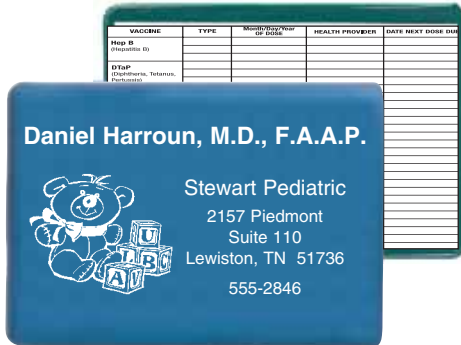 VACCINE TYPE Month/Day/Year OF DOSE HEALTH PROVIDER DATE NEXT DOSE DUE
Hep B
(Hepatitis B)
DTaP
(Diphtheria, Tetanus,
Pertussis)
Daniel Harroun, M.D., F.A.A.P.
Stewart Pediatric
2157 Piedmont
Suite 110
Lewiston, TN 51736
555-2846
U
L B C
A V